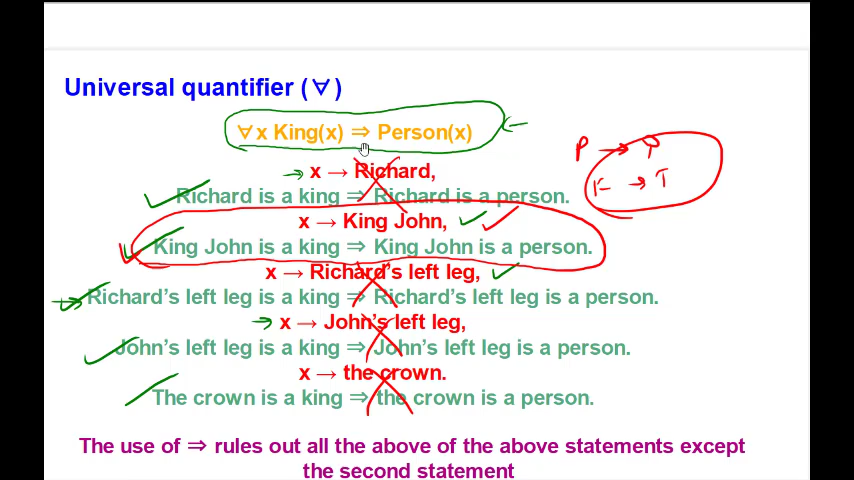 Universal quantifier (∀)
∀x King(x) ⇒ Person(x)
x → Richard,
Richard is a king ⇒ Richard is a person.
x → King John,
King John is a king ⇒ King John is a person.
x → Richard's left leg,
Richard's left leg is a king ⇒ Richard's left leg is a person.
x → John's left leg,
John's left leg is a king ⇒ John's left leg is a person.
x → the crown.
The crown is a king ⇒ the crown is a person.
The use of ⇒ rules out all the above of the above statements except
the second statement